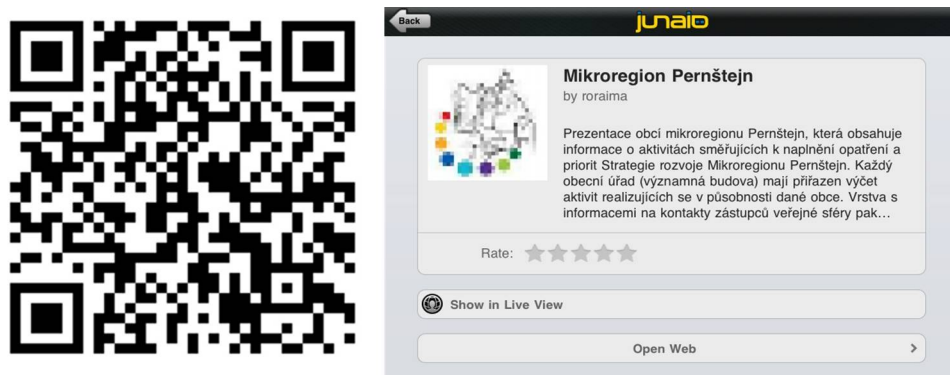 Back
junaio
Mikroregion Pernštejn
by roraima
Prezentace obcí mikroregionu Pernštejn, která obsahuje
informace o aktivitách směřujících k naplnění opatření a
priorit Strategie rozvoje Mikroregionu Pernštejn. Každý
obecní úřad (významná budova) mají přiřazen výčet
aktivit realizujících se v působnosti dané obce. Vrstva s
informacemi na kontakty zástupců veřejné sféry pak...
Rate:
Show in Live View
Open Web